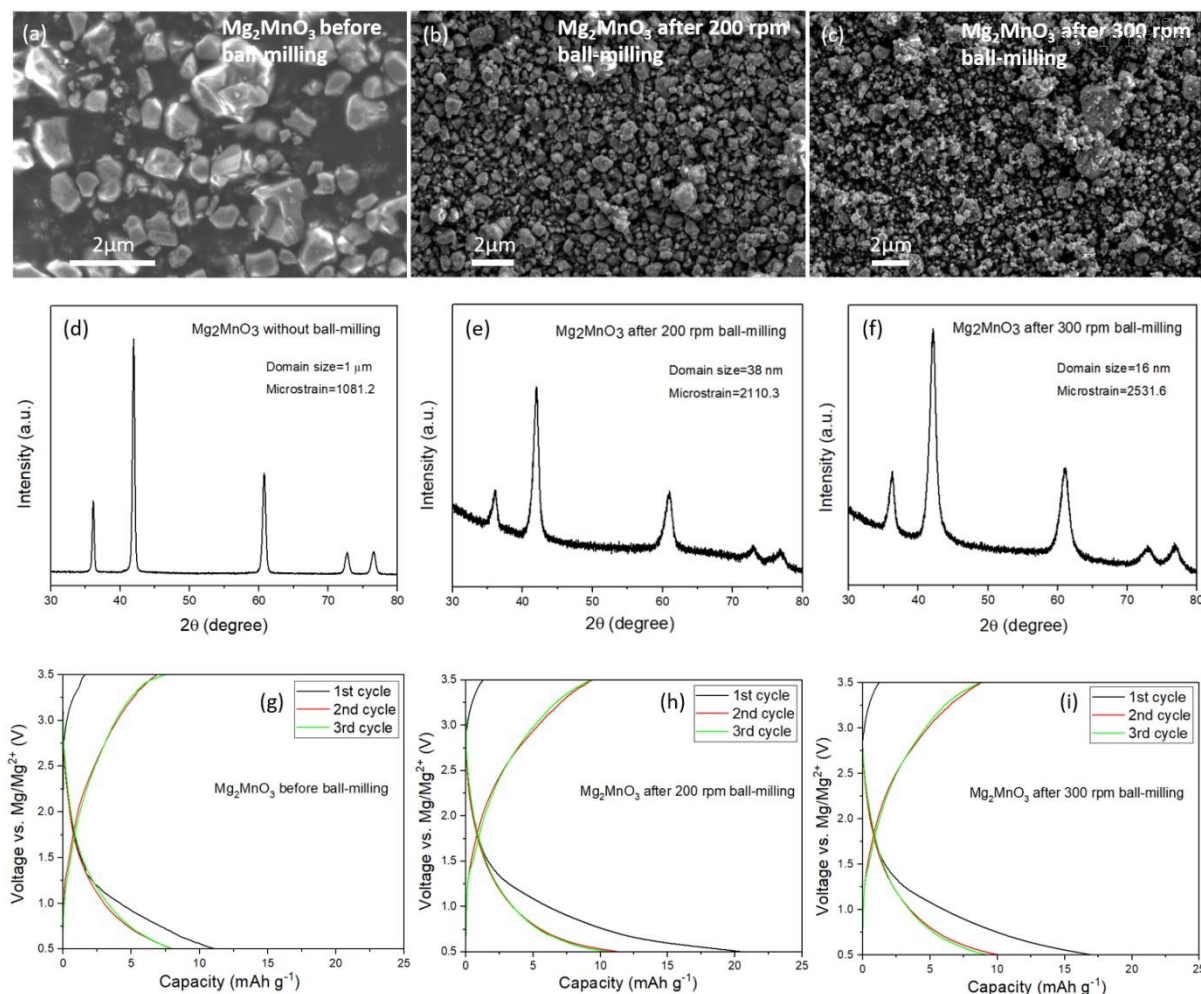 (a)
Mg₂MnO₃ before
ball-milling
2µm
(b)
Mg₂MnO₃ after 200 rpm
ball-milling
2µm
(c)
Mg₂MnO₃ after 300 rpm
ball-milling
2µm
(d)
Mg₂MnO₃ without ball-milling
Domain size=1 µm
Microstrain=1081.2
Intensity (a.u.)
30 40 50 60 70 80
2θ (degree)
(e)
Mg₂MnO₃ after 200 rpm ball-milling
Domain size=38 nm
Microstrain=2110.3
Intensity (a.u.)
30 40 50 60 70 80
2θ (degree)
(f)
Mg₂MnO₃ after 300 rpm ball-milling
Domain size=16 nm
Microstrain=2531.6
Intensity (a.u.)
30 40 50 60 70 80
2θ (degree)
(g)
1st cycle
2nd cycle
3rd cycle
Mg₂MnO₃ before ball-milling
Voltage vs. Mg/Mg²⁺ (V)
3.5
3.0
2.5
2.0
1.5
1.0
0.5
0 5 10 15 20 25
Capacity (mAh g⁻¹)
(h)
1st cycle
2nd cycle
3rd cycle
Mg₂MnO₃ after 200 rpm ball-milling
Voltage vs. Mg/Mg²⁺ (V)
3.5
3.0
2.5
2.0
1.5
1.0
0.5
0 5 10 15 20 25
Capacity (mAh g⁻¹)
(i)
1st cycle
2nd cycle
3rd cycle
Mg₂MnO₃ after 300 rpm ball-milling
Voltage vs. Mg/Mg²⁺ (V)
3.5
3.0
2.5
2.0
1.5
1.0
0.5
0 5 10 15 20 25
Capacity (mAh g⁻¹)